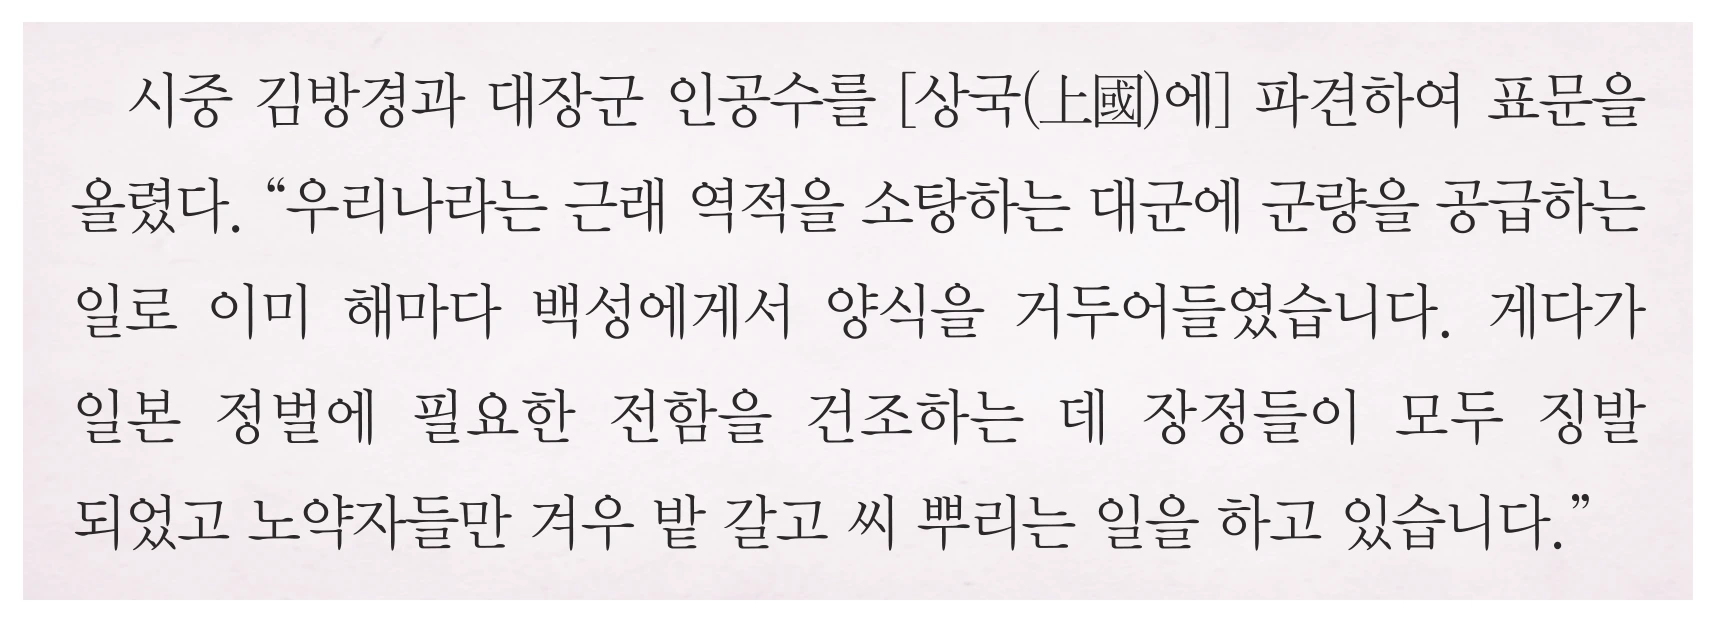 시중 김방경과 대장군 인공수를 [상국(上國)에] 파견하여 표문을
올렸다. “우리나라는 근래 역적을 소탕하는 대군에 군량을 공급하는
일로 이미 해마다 백성에게서 양식을 거두어들였습니다. 게다가
일본 정벌에 필요한 전함을 건조하는 데 장정들이 모두 징발
되었고 노약자들만 겨우 밭 갈고 씨 뿌리는 일을 하고 있습니다.”